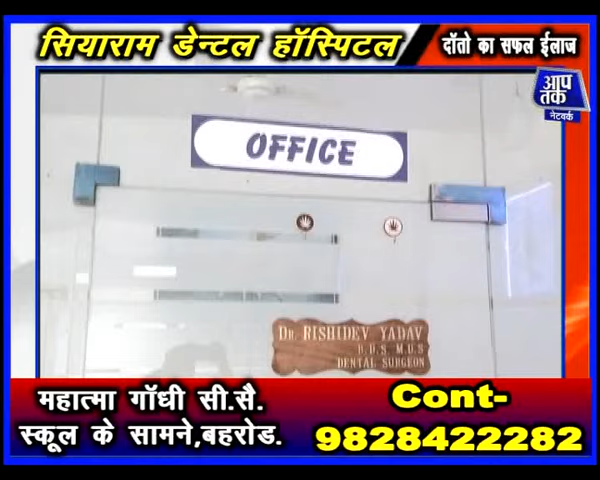 सियाराम डेन्टल हॉस्पिटल
दॉतो का सफल ईलाज
आप
तक
नेटवर्क
OFFICE
DR. RISHIDEV YADAV
B.D.S M.D.S
DENTAL SURGEON
महात्मा गॉधी सी.सै.
स्कूल के सामने,बहरोड.
Cont-
9828422282